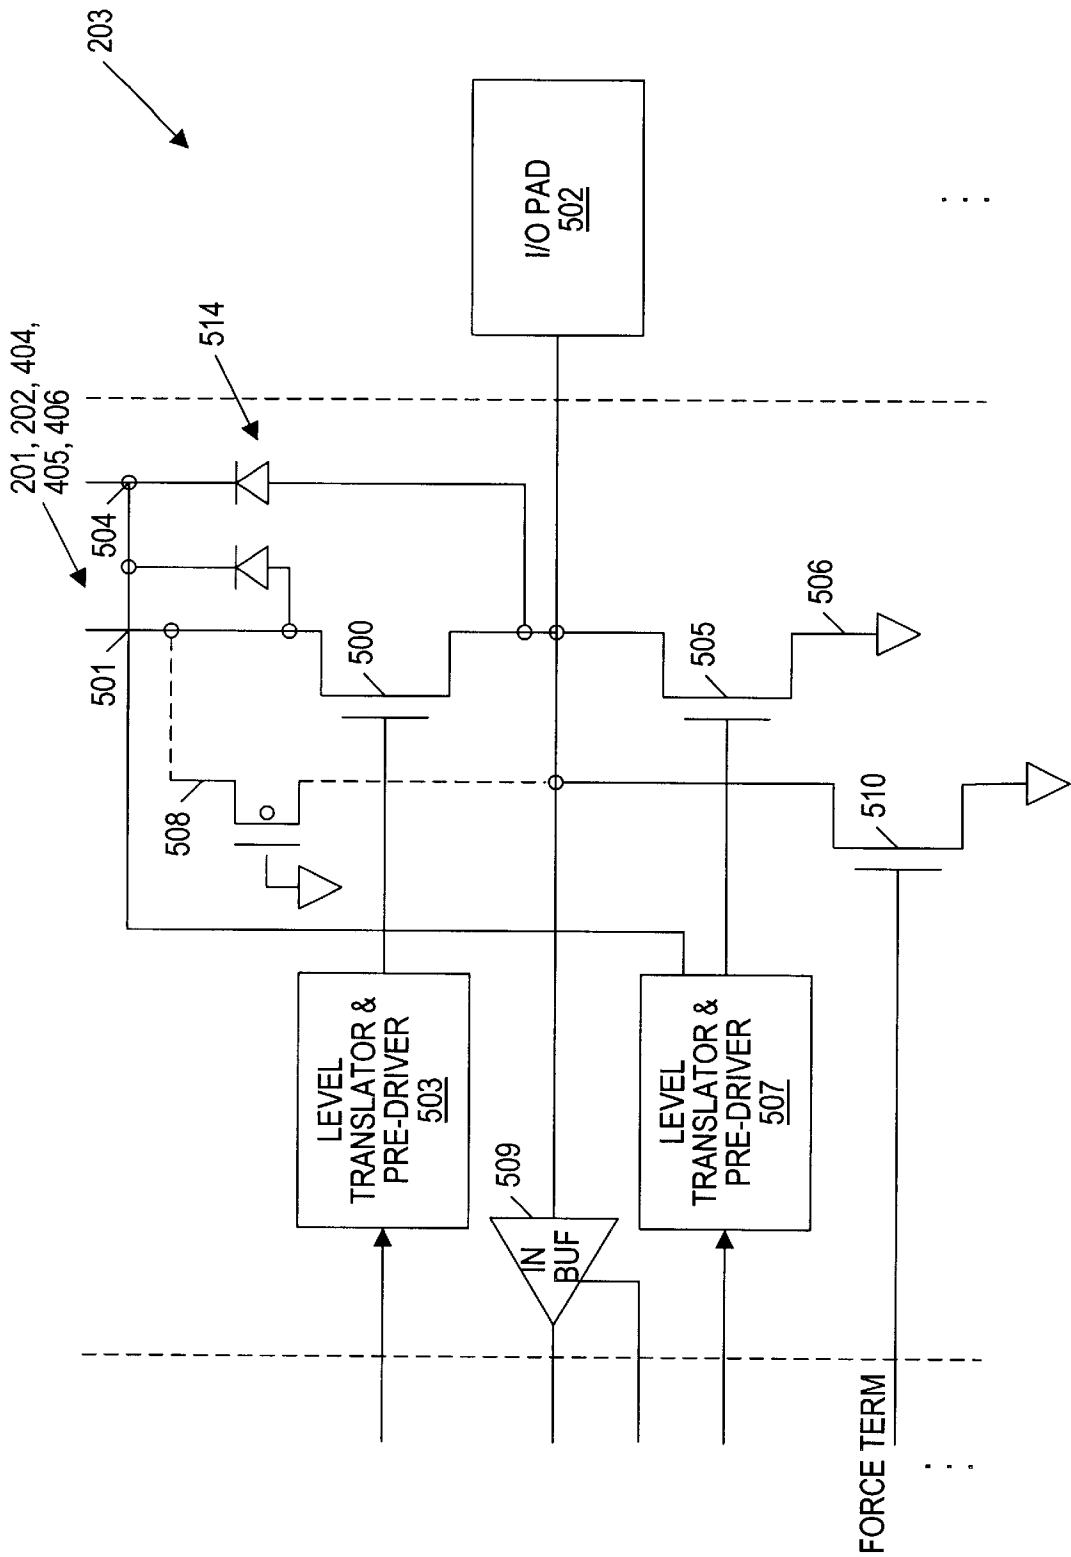 203
201, 202, 404,
405, 406
514
504
501
508
500
505
506
510
I/O PAD
502
LEVEL
TRANSLATOR &
PRE-DRIVER
503
LEVEL
TRANSLATOR &
PRE-DRIVER
507
509
IN
BUF
FORCE TERM
. . .
. . .